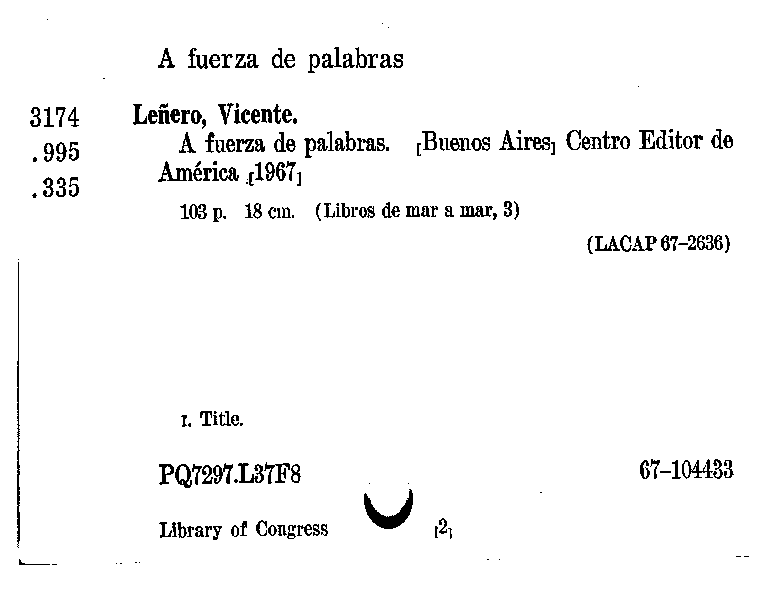 A fuerza de palabras
3174
.995
.335
Leñero, Vicente.
A fuerza de palabras. [Buenos Aires] Centro Editor de
América [1967]
103 p. 18 cm. (Libros de mar a mar, 3)
(LACAP 67–2636)
I. Title.
PQ7297.L37F8 67–104433
Library of Congress [2]